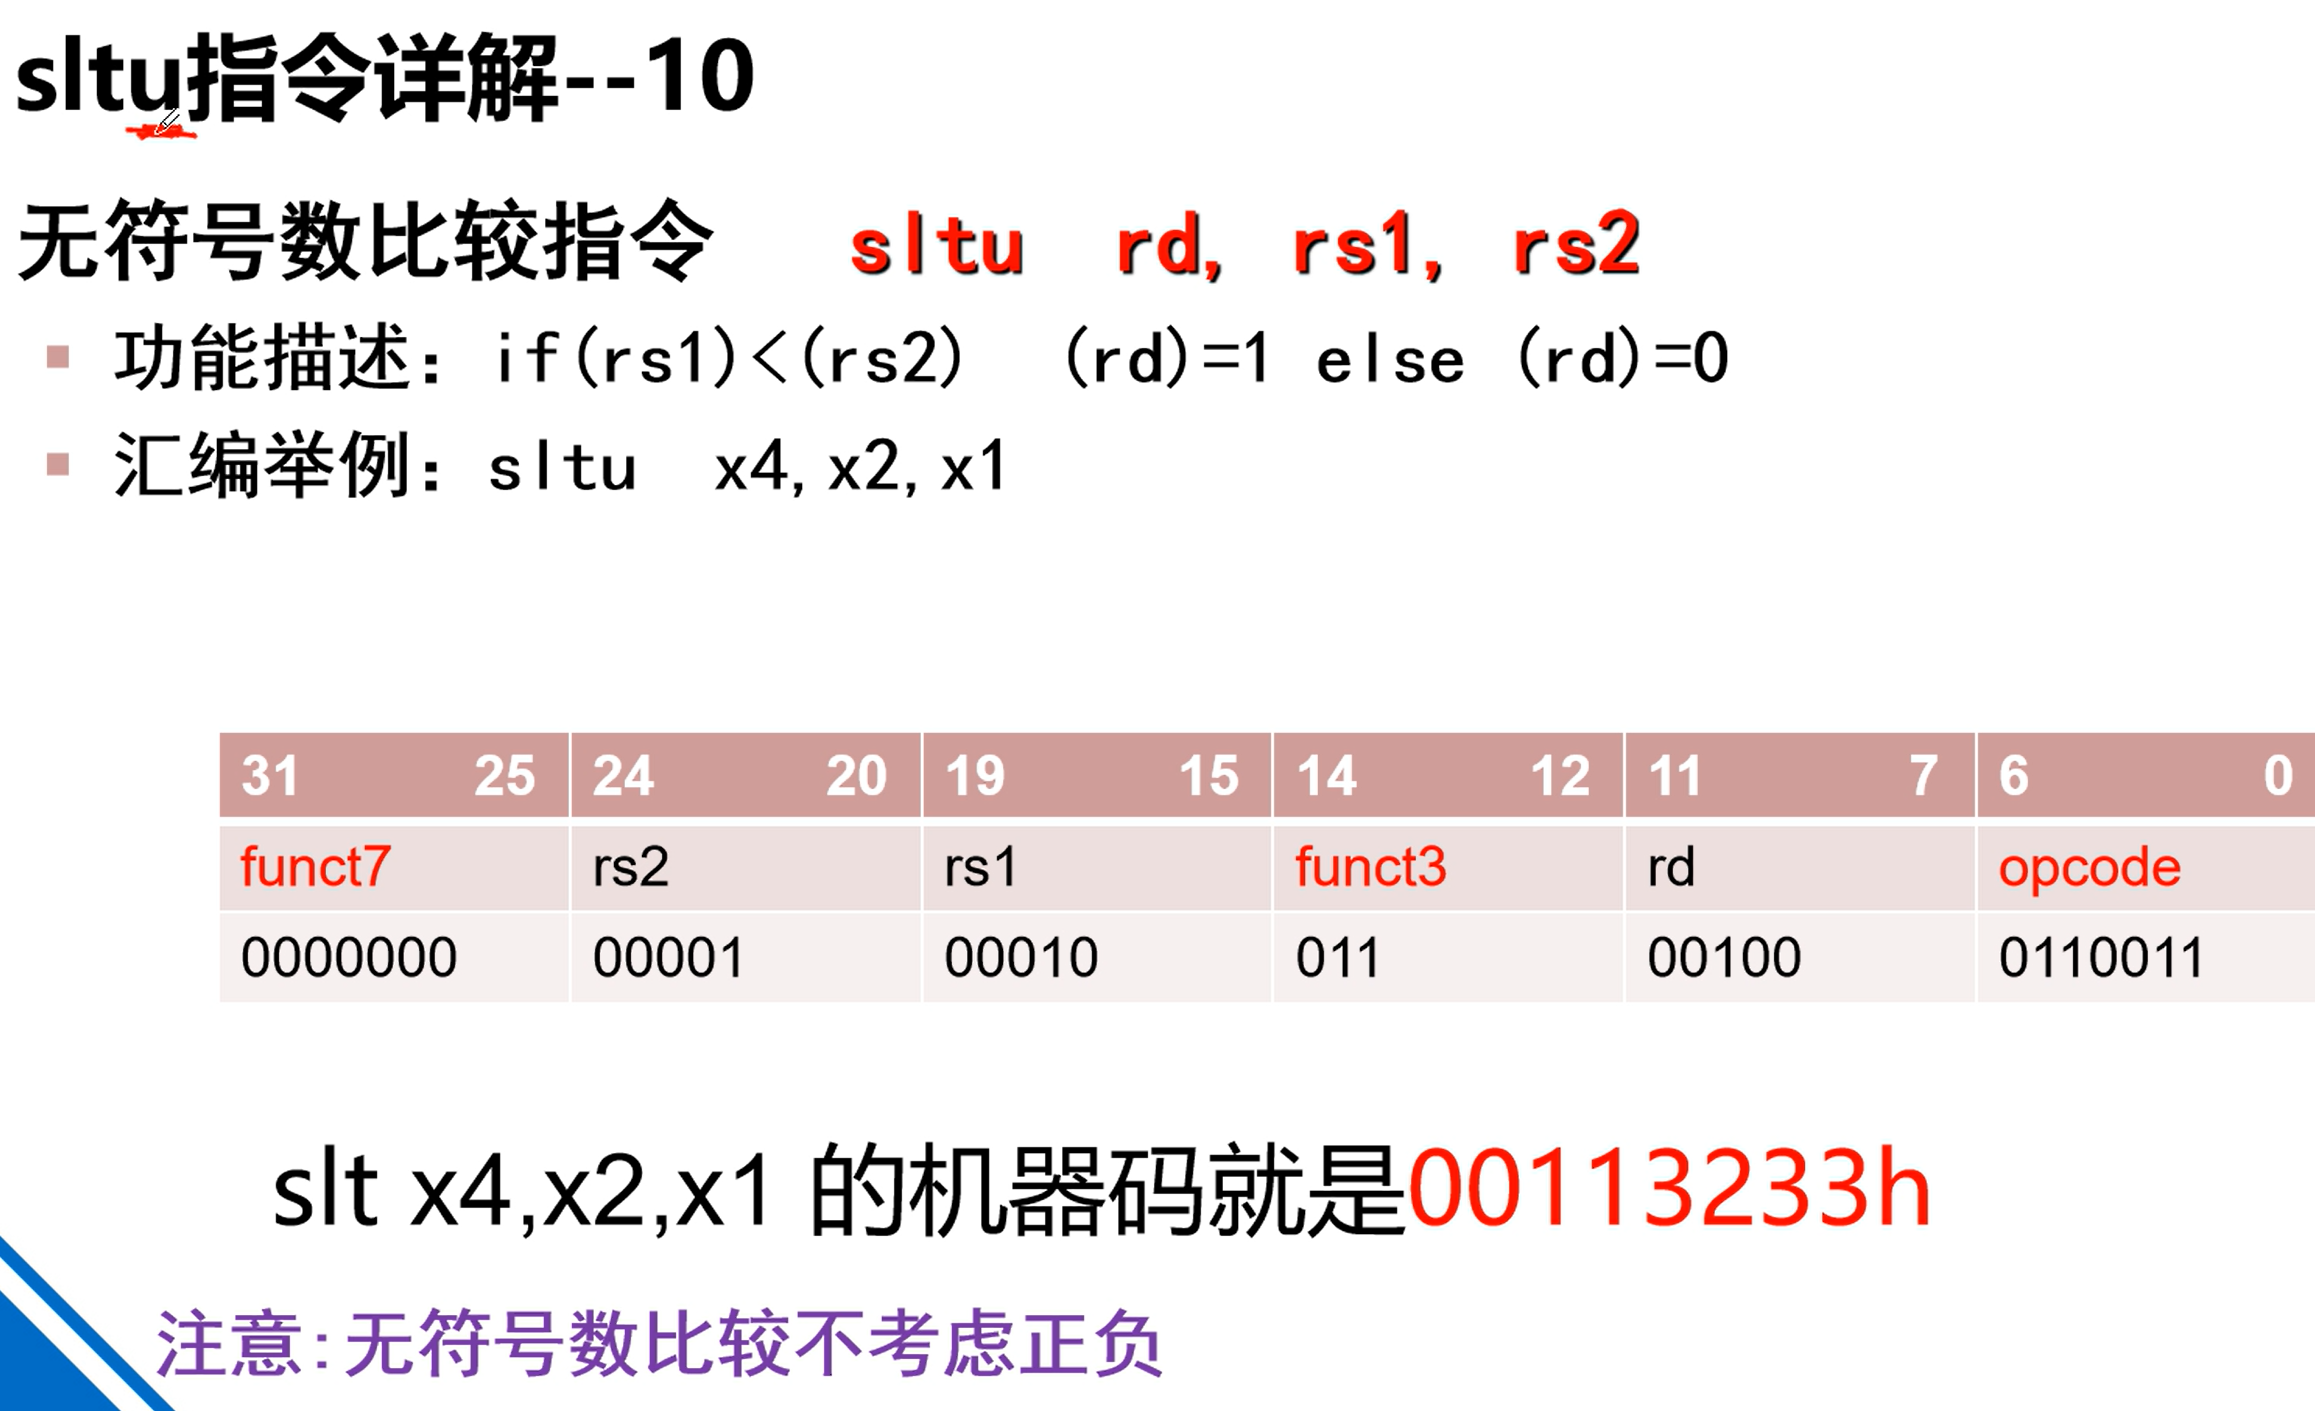 sltu指令详解--10
无符号数比较指令 sltu rd, rs1, rs2
功能描述：if(rs1)<(rs2) (rd)=1 else (rd)=0
汇编举例：sltu x4,x2,x1
31 25 24 20 19 15 14 12 11 7 6 0
funct7 rs2 rs1 funct3 rd opcode
0000000 00001 00010 011 00100 0110011
slt x4,x2,x1 的机器码就是00113233h
注意:无符号数比较不考虑正负